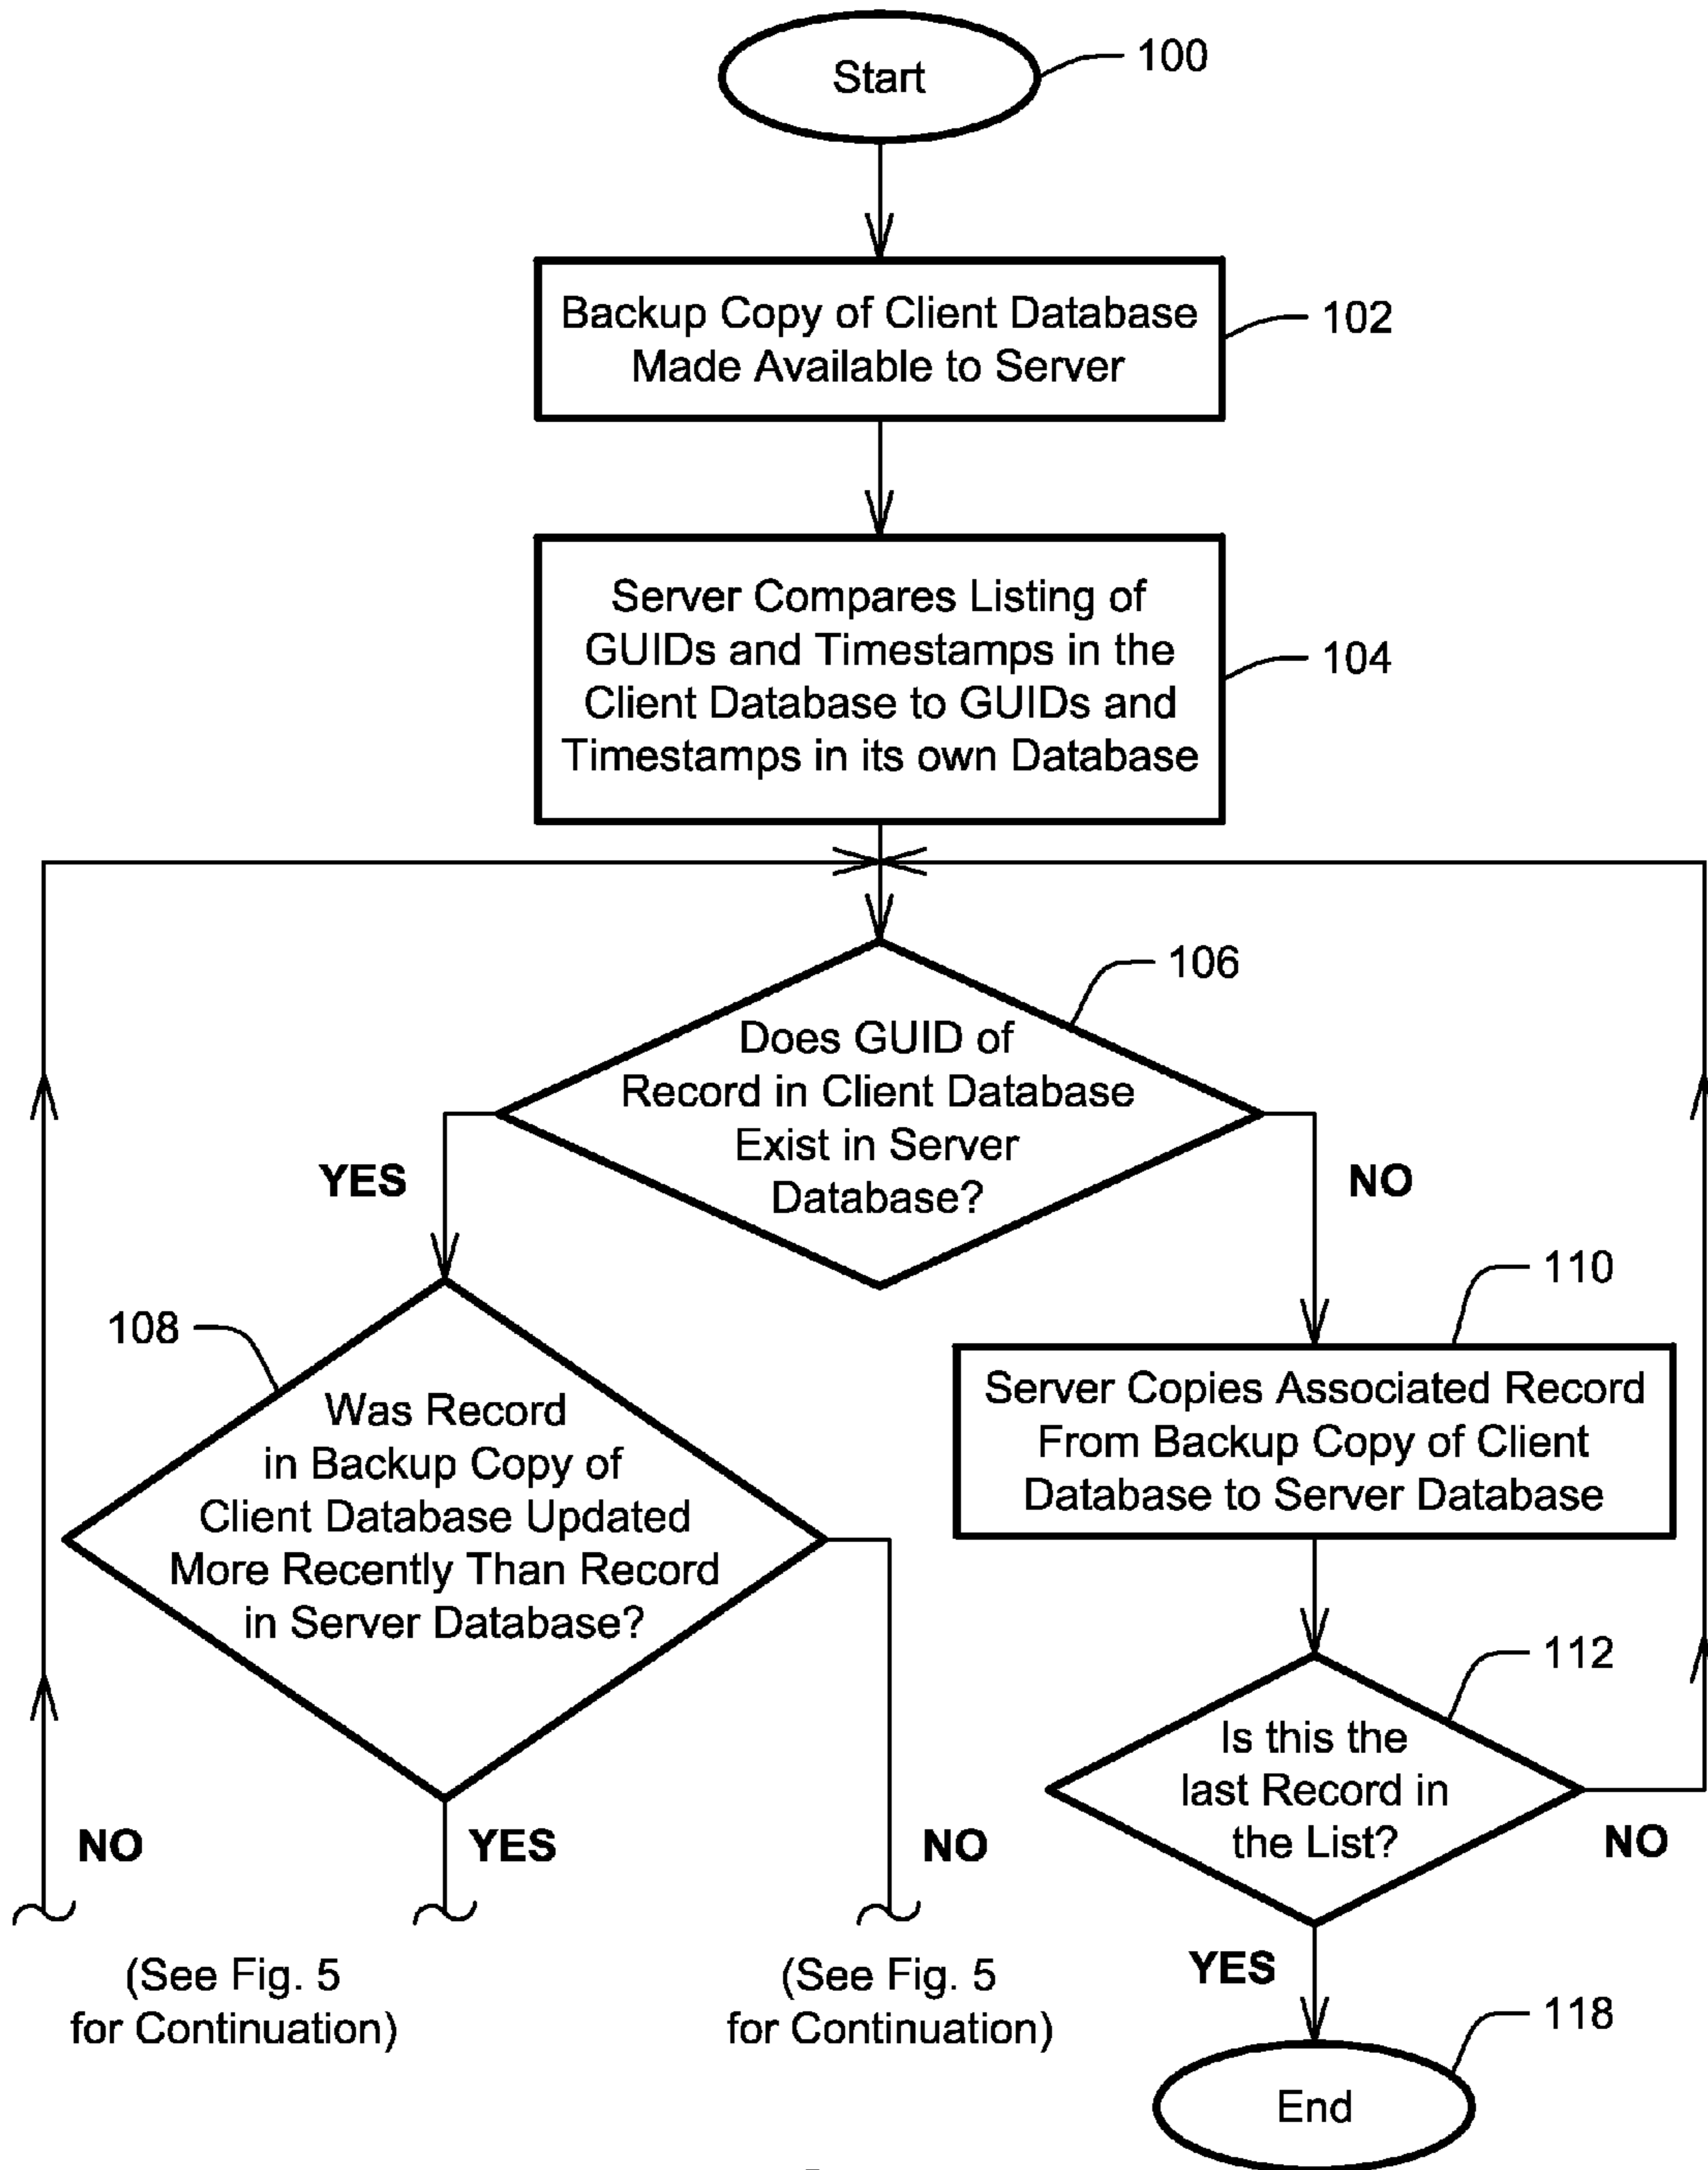 Start
100
Backup Copy of Client Database
Made Available to Server
102
Server Compares Listing of
GUIDs and Timestamps in the
Client Database to GUIDs and
Timestamps in its own Database
104
106
Does GUID of
Record in Client Database
Exist in Server
Database?
YES
NO
110
108
Server Copies Associated Record
From Backup Copy of Client
Database to Server Database
Was Record
in Backup Copy of
Client Database Updated
More Recently Than Record
in Server Database?
112
Is this the
last Record in
the List?
NO
YES
NO
NO
(See Fig. 5
for Continuation)
(See Fig. 5
for Continuation)
YES
118
End